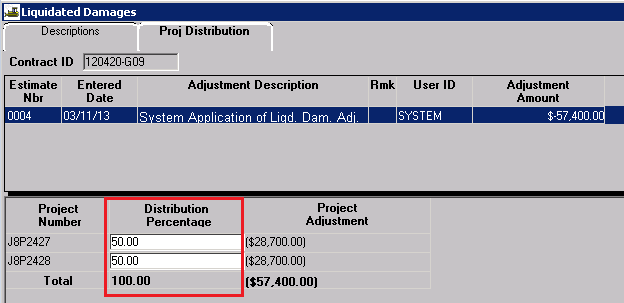 Liquidated Damages
Descriptions Proj Distribution
Contract ID 120420-G09
Estimate Nbr Entered Date Adjustment Description Rmk User ID Adjustment Amount
0004 03/11/13 System Application of Liqd. Dam. Adj. SYSTEM $-57,400.00
Project Number Distribution Percentage Project Adjustment
J8P2427 50.00 ($28,700.00)
J8P2428 50.00 ($28,700.00)
Total 100.00 ($57,400.00)